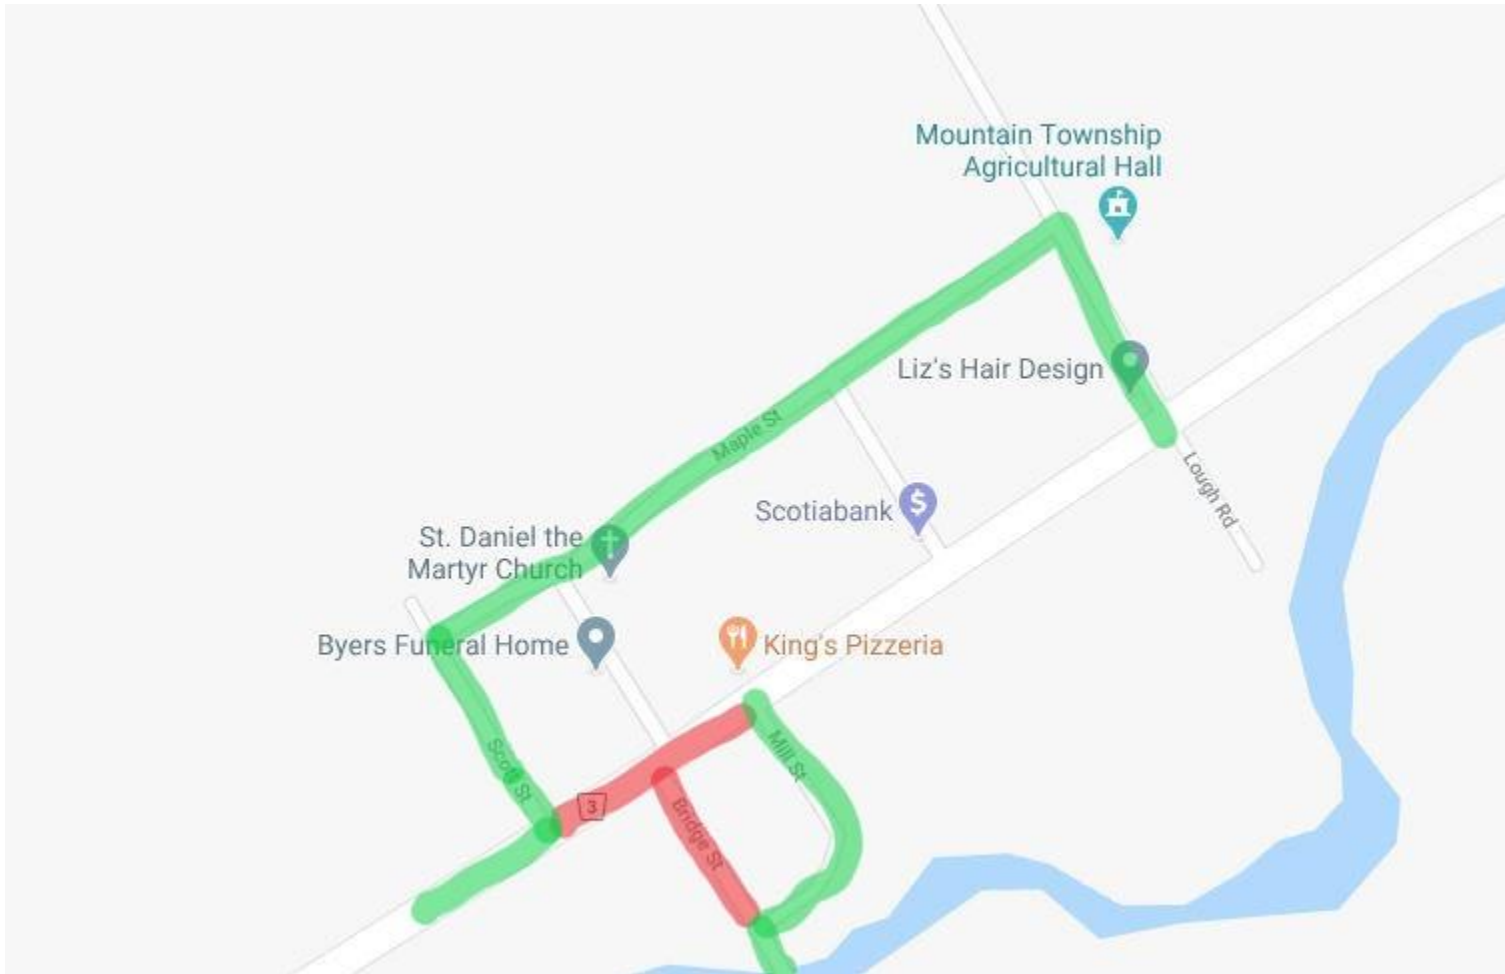 Mountain Township
Agricultural Hall
Liz's Hair Design
Maple St
Lough Rd
Scotiabank
$
St. Daniel the
Martyr Church
Byers Funeral Home
King's Pizzeria
Scott St
Mill St
3
Bridge St